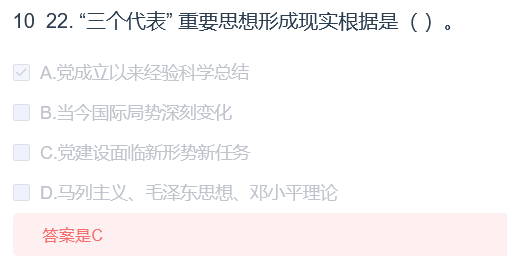 10 22. “三个代表” 重要思想形成现实根据是（ ）。
A.党成立以来经验科学总结
B.当今国际局势深刻变化
C.党建设面临新形势新任务
D.马列主义、毛泽东思想、邓小平理论
答案是C